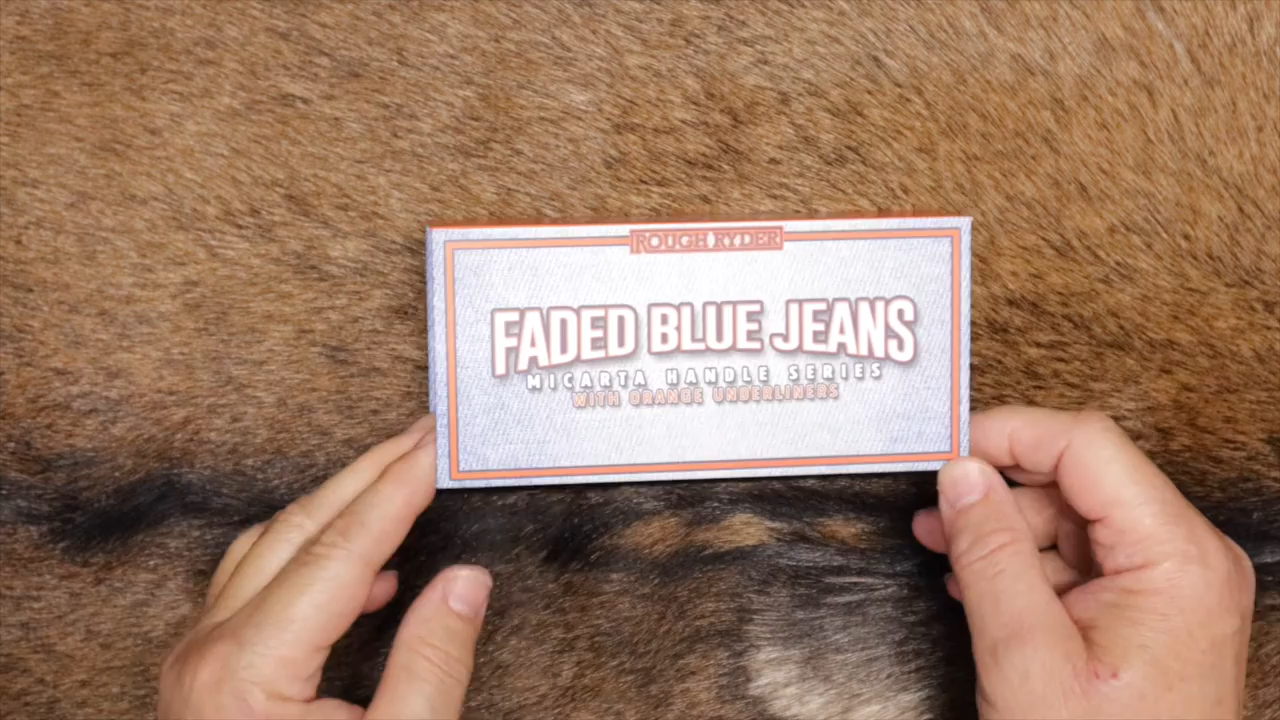 ROUGH RYDER
FADED BLUE JEANS
MICARTA HANDLE SERIES
WITH ORANGE UNDERLINERS